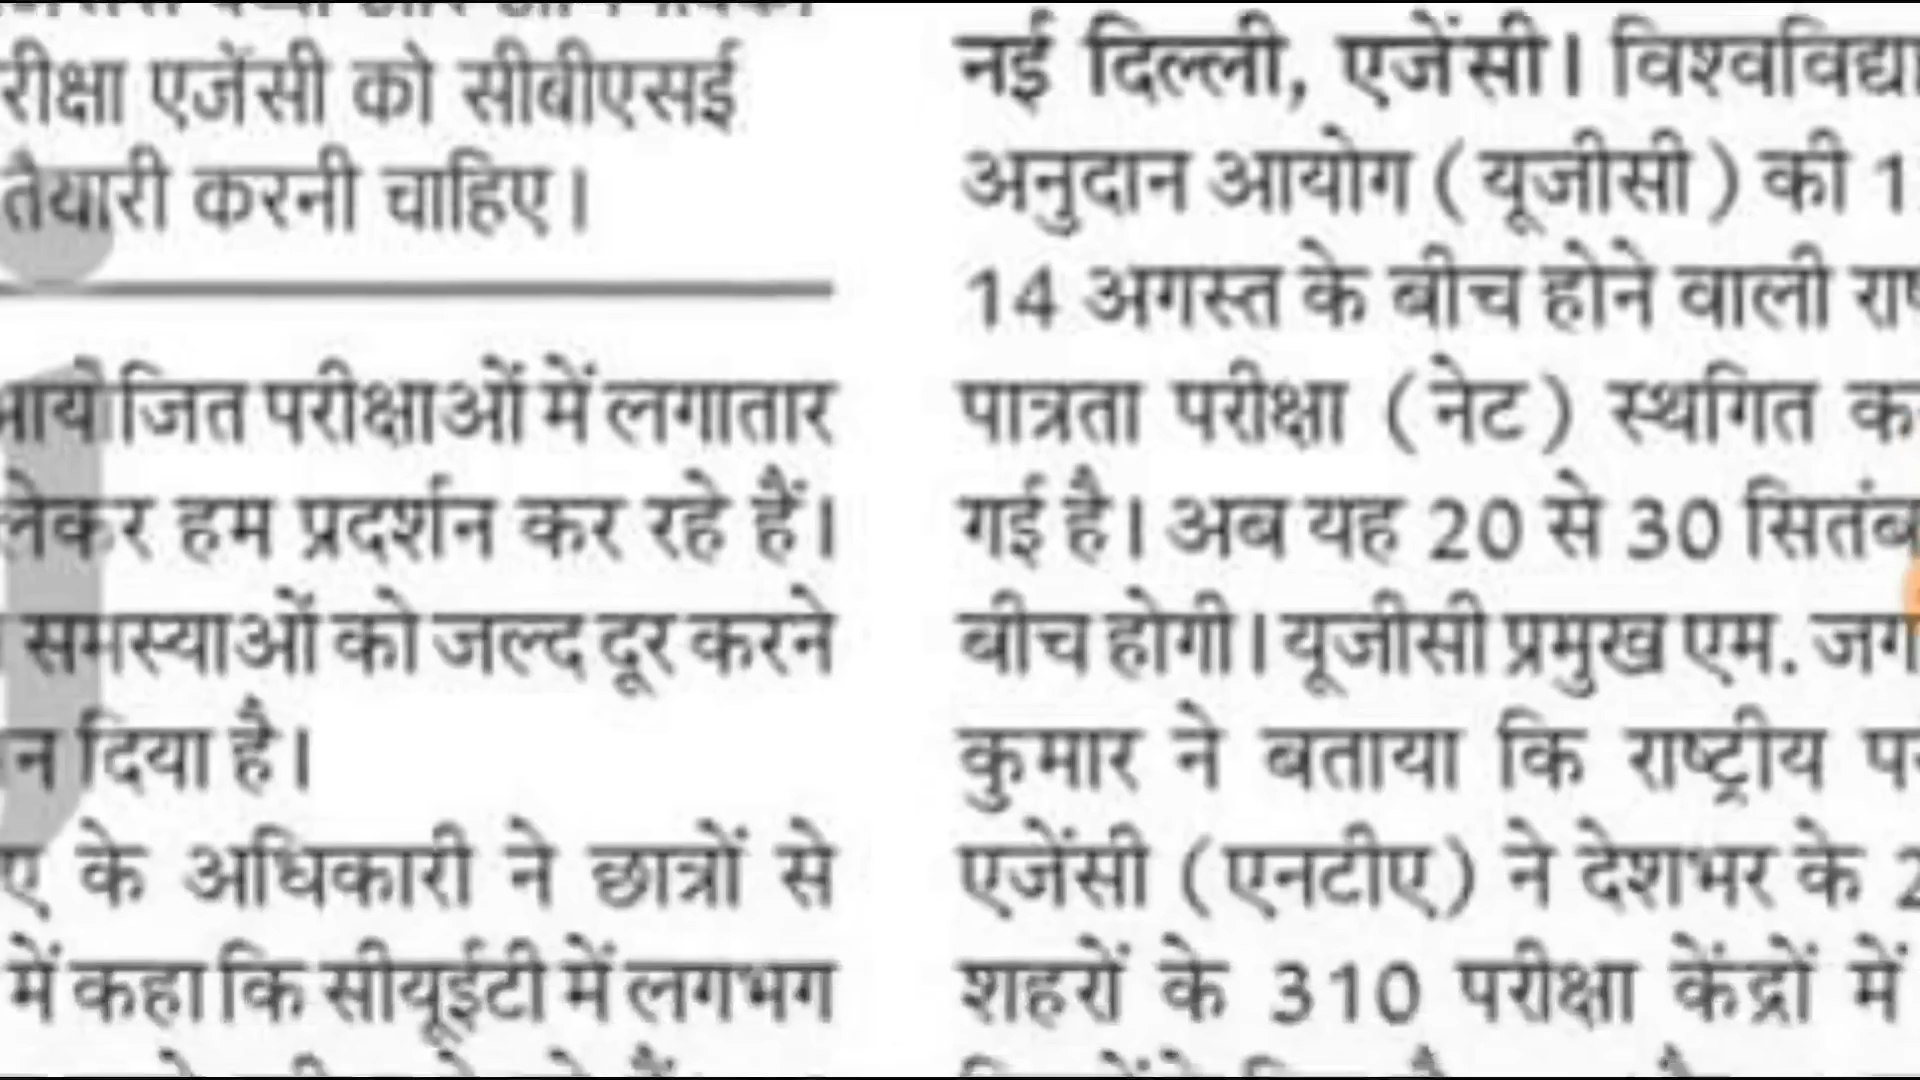 रीक्षा एजेंसी को सीबीएसई
तैयारी करनी चाहिए।
आयोजित परीक्षाओं में लगातार
लेकर हम प्रदर्शन कर रहे हैं।
समस्याओं को जल्द दूर करने
न दिया है।
ए के अधिकारी ने छात्रों से
में कहा कि सीयूईटी में लगभग
नई दिल्ली, एजेंसी। विश्वविद्या
अनुदान आयोग (यूजीसी) की 1
14 अगस्त के बीच होने वाली राष
पात्रता परीक्षा (नेट) स्थगित क
गई है। अब यह 20 से 30 सितंब
बीच होगी। यूजीसी प्रमुख एम. जग
कुमार ने बताया कि राष्ट्रीय प
एजेंसी (एनटीए) ने देशभर के 2
शहरों के 310 परीक्षा केंद्रों में